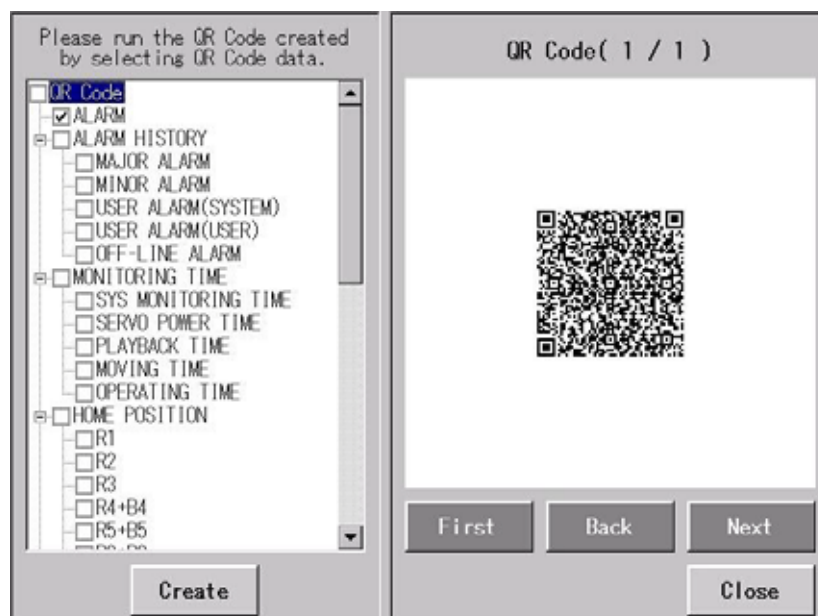 Please run the QR Code created
by selecting QR Code data.
QR Code
ALARM
ALARM HISTORY
MAJOR ALARM
MINOR ALARM
USER ALARM(SYSTEM)
USER ALARM(USER)
OFF-LINE ALARM
MONITORING TIME
SYS MONITORING TIME
SERVO POWER TIME
PLAYBACK TIME
MOVING TIME
OPERATING TIME
HOME POSITION
R1
R2
R3
R4+B4
R5+B5
Create
QR Code( 1 / 1 )
First
Back
Next
Close